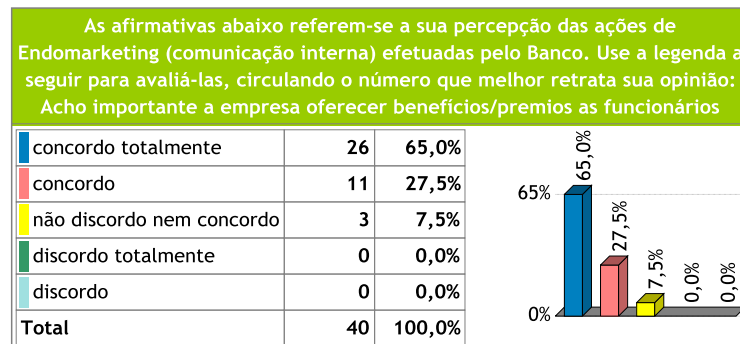 As afirmativas abaixo referem-se a sua percepção das ações de
Endomarketing (comunicação interna) efetuadas pelo Banco. Use a legenda a
seguir para avaliá-las, circulando o número que melhor retrata sua opinião:
Acho importante a empresa oferecer benefícios/premios as funcionários
concordo totalmente 26 65,0%
concordo 11 27,5%
não discordo nem concordo 3 7,5%
discordo totalmente 0 0,0%
discordo 0 0,0%
Total 40 100,0%
65%
0%
65,0%
27,5%
7,5%
0,0%
0,0%